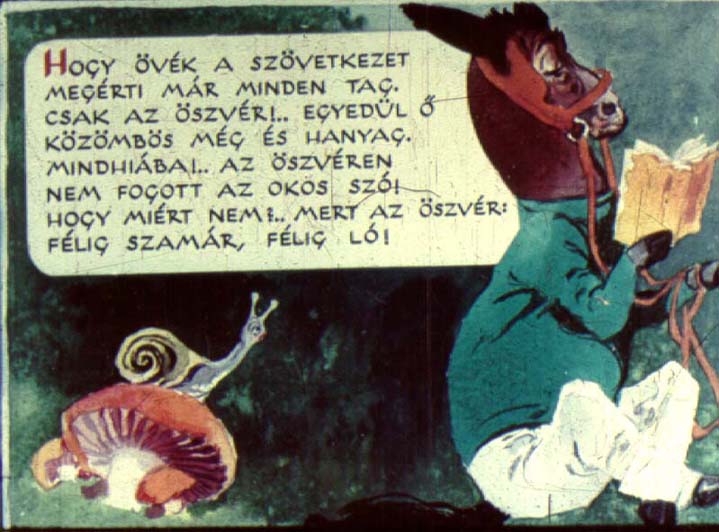 HOGY ÖVÉK A SZÖVETKEZET
MEGÉRTI MÁR MINDEN TAG.
CSAK AZ ÖSZVÉR!.. EGYEDÜL Ő
KÖZÖMBÖS MÉG ÉS HANYAG.
MINDHIÁBA!.. AZ ÖSZVÉREN
NEM FOGOTT AZ OKOS SZÓ!
HOGY MIÉRT NEM?.. MERT AZ ÖSZVÉR:
FÉLIG SZAMÁR, FÉLIG LÓ!